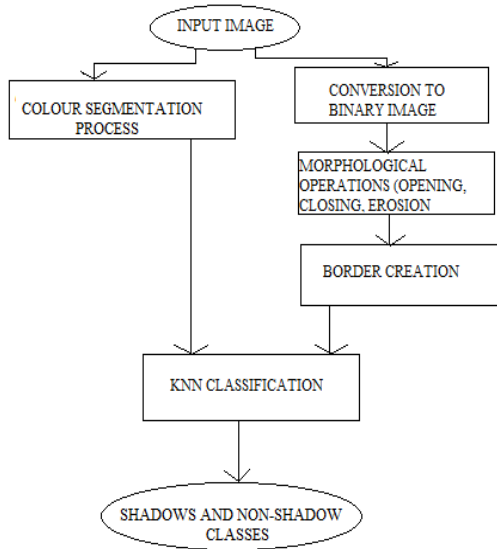 INPUT IMAGE
COLOUR SEGMENTATION
PROCESS
CONVERSION TO
BINARY IMAGE
MORPHOLOGICAL
OPERATIONS (OPENING,
CLOSING, EROSION
BORDER CREATION
KNN CLASSIFICATION
SHADOWS AND NON-SHADOW
CLASSES